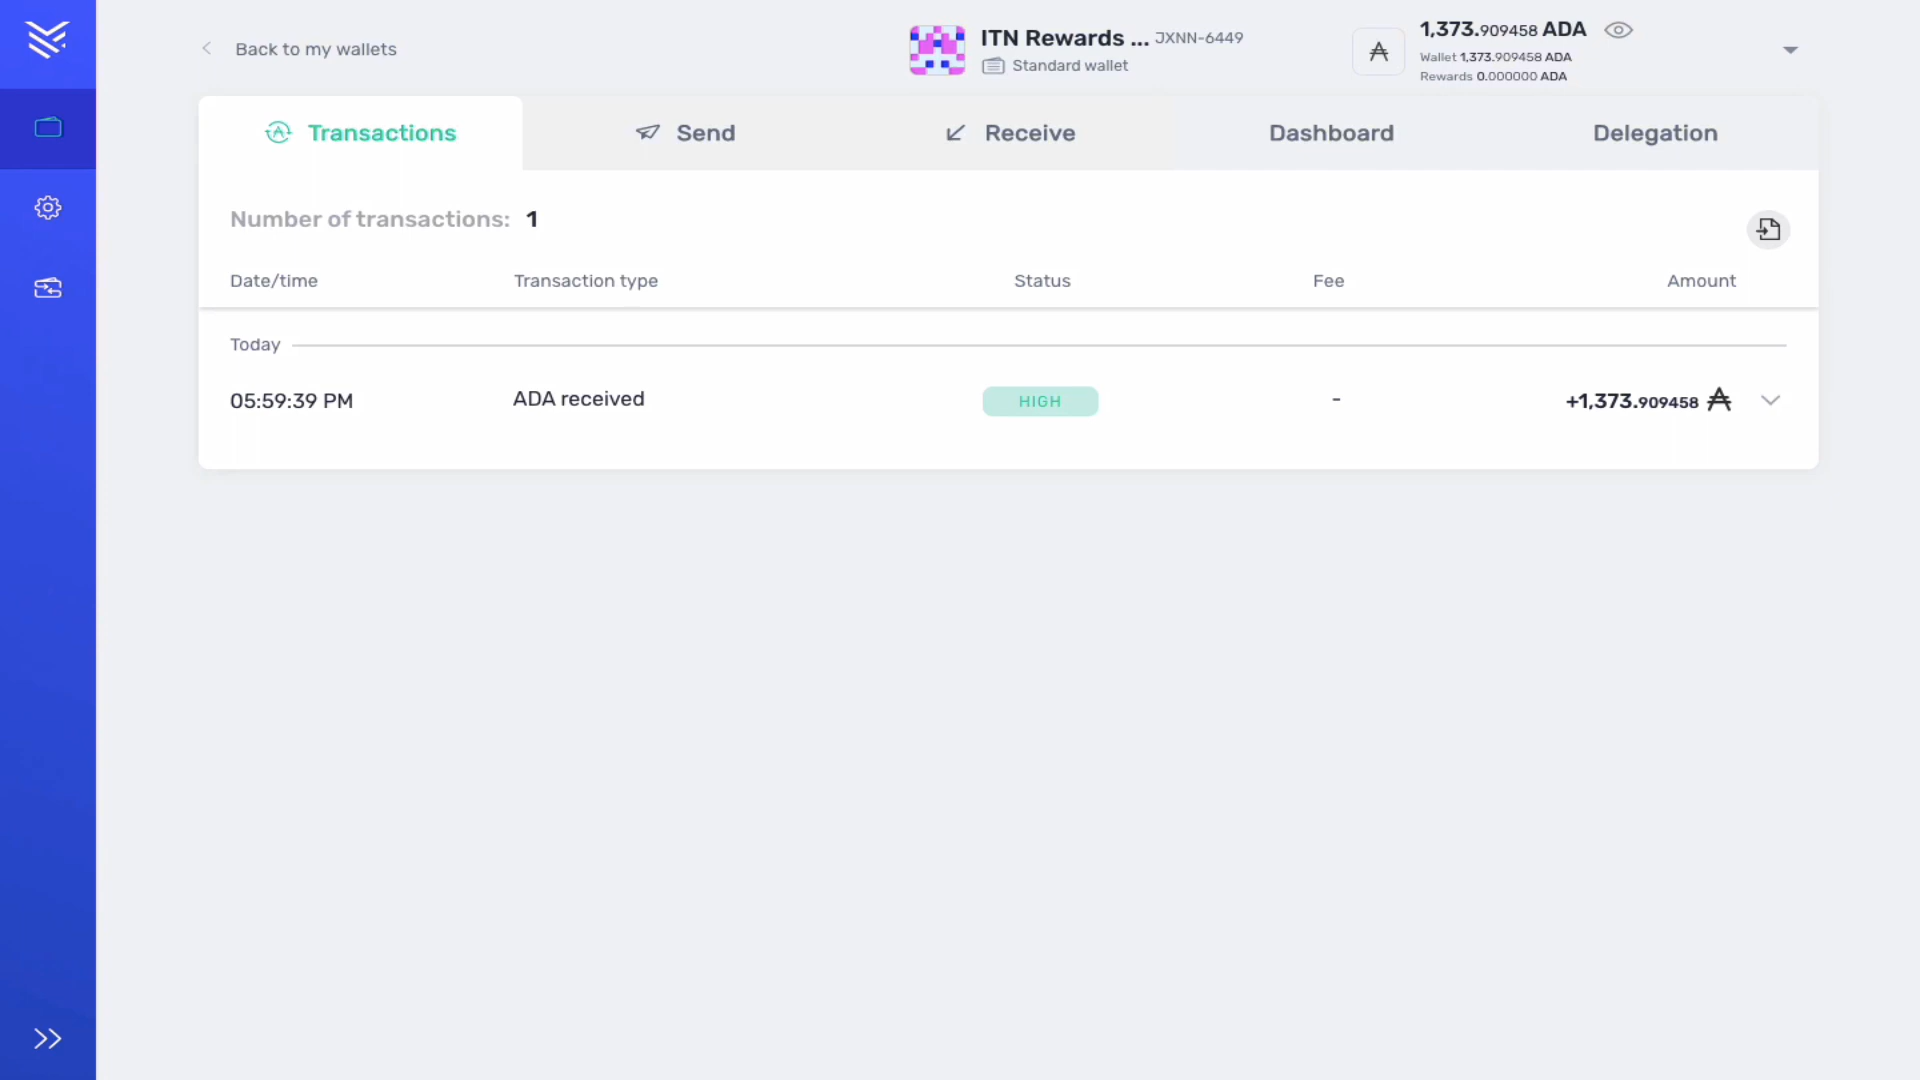 Back to my wallets
ITN Rewards ... JXNN-6449
Standard wallet
1,373.909458 ADA
Wallet 1,373.909458 ADA
Rewards 0.000000 ADA
Transactions
Send
Receive
Dashboard
Delegation
Number of transactions: 1
Date/time
Transaction type
Status
Fee
Amount
Today
05:59:39 PM
ADA received
HIGH
-
+1,373.909458